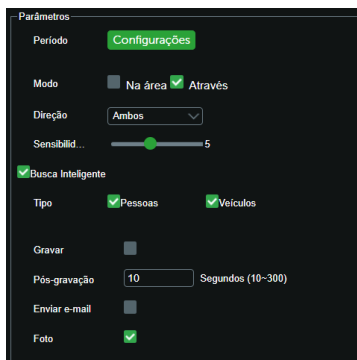 Parâmetros
Período Configurações
Modo Na área Através
Direção Ambos
Sensibilid... 5
Busca Inteligente
Tipo Pessoas Veículos
Gravar
Pós-gravação 10 Segundos (10~300)
Enviar e-mail
Foto